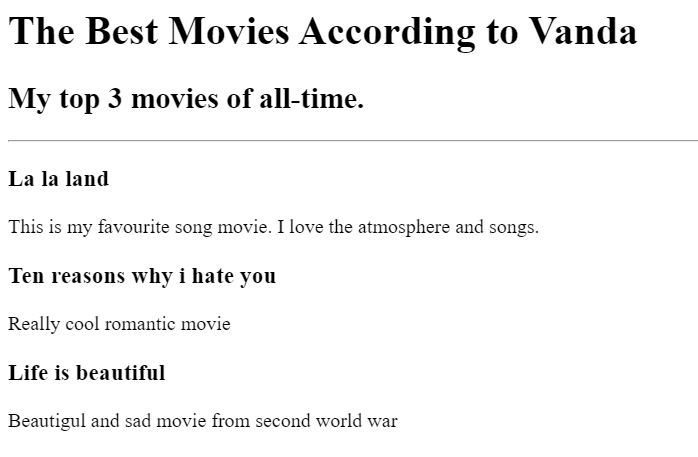 The Best Movies According to Vanda
My top 3 movies of all-time.
La la land
This is my favourite song movie. I love the atmosphere and songs.
Ten reasons why i hate you
Really cool romantic movie
Life is beautiful
Beautigul and sad movie from second world war